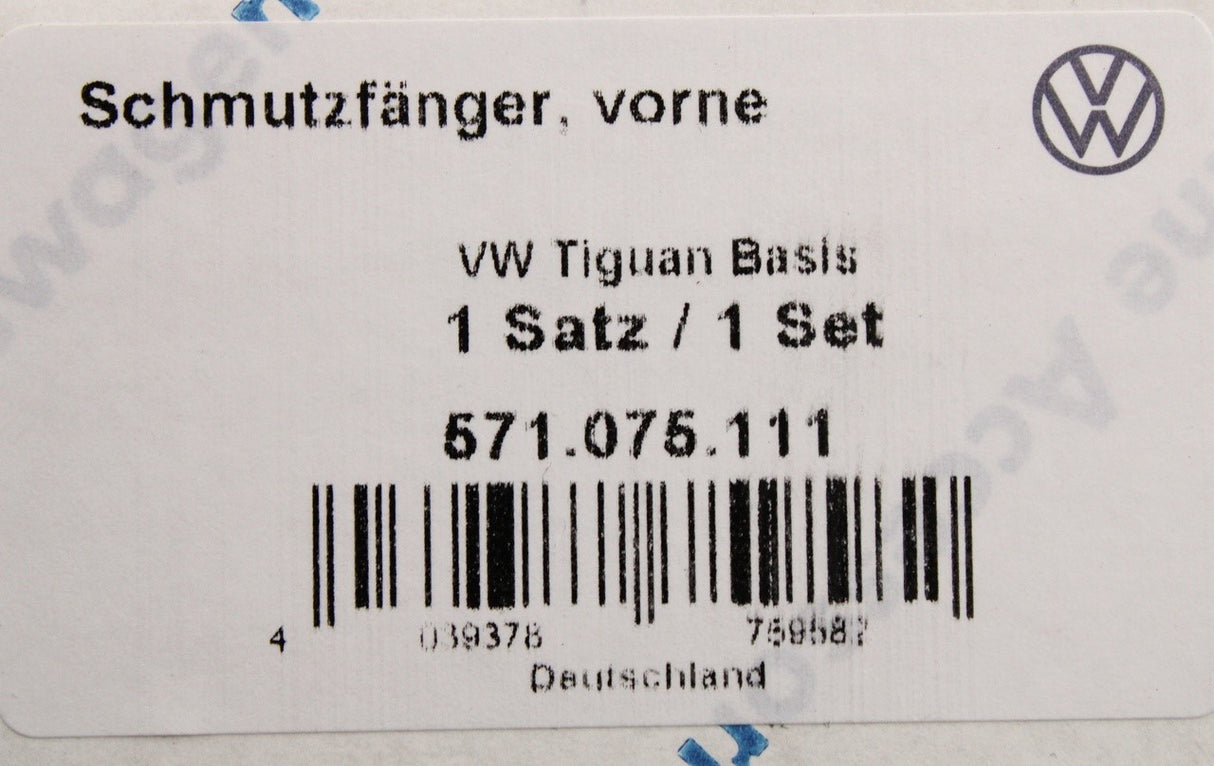 Schmutzfänger, vorne
VW Tiguan Basis
1 Satz / 1 Set
571.075.111
4 039378 759582
Deutschland